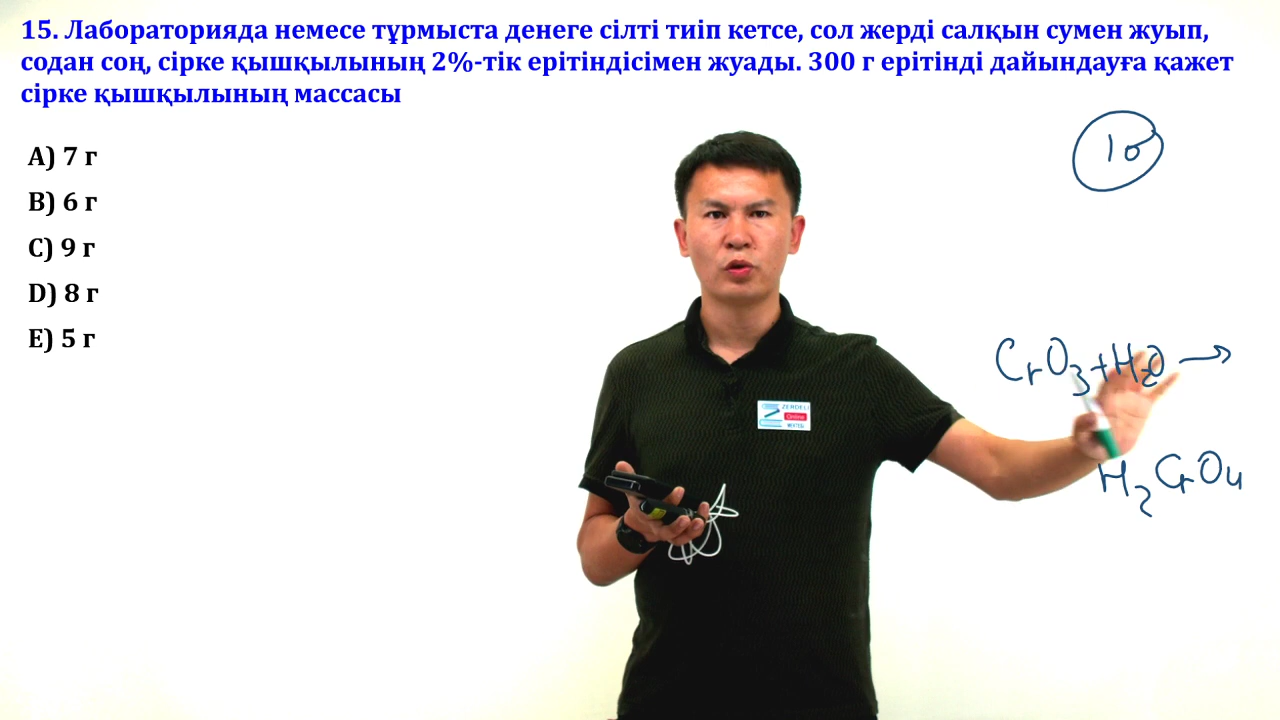 15. Лабораторияда немесе тұрмыста денеге сілті тиіп кетсе, сол жерді салқын сумен жуып,
содан соң, сірке қышқылының 2%-тік ерітіндісімен жуады. 300 г ерітінді дайындауға қажет
сірке қышқылының массасы
A) 7 г
B) 6 г
C) 9 г
D) 8 г
E) 5 г
10
CrO3+H2O →
H2CrO4
ZERDELI
Online
МЕКТЕБІ